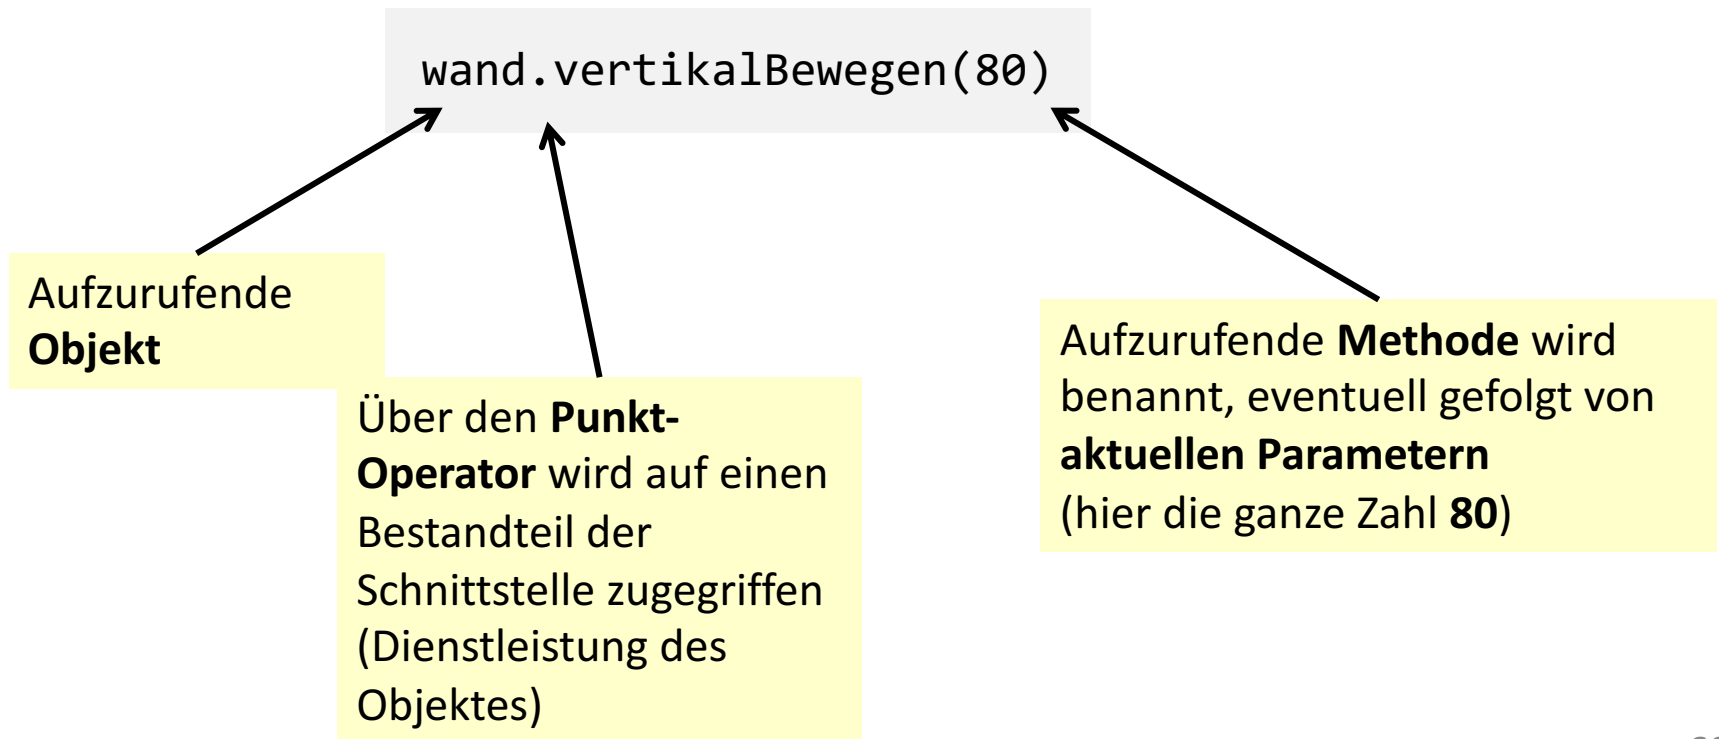 wand.vertikalBewegen(80)
Aufzurufende
Objekt
Über den Punkt-
Operator wird auf einen
Bestandteil der
Schnittstelle zugegriffen
(Dienstleistung des
Objektes)
Aufzurufende Methode wird
benannt, eventuell gefolgt von
aktuellen Parametern
(hier die ganze Zahl 80)